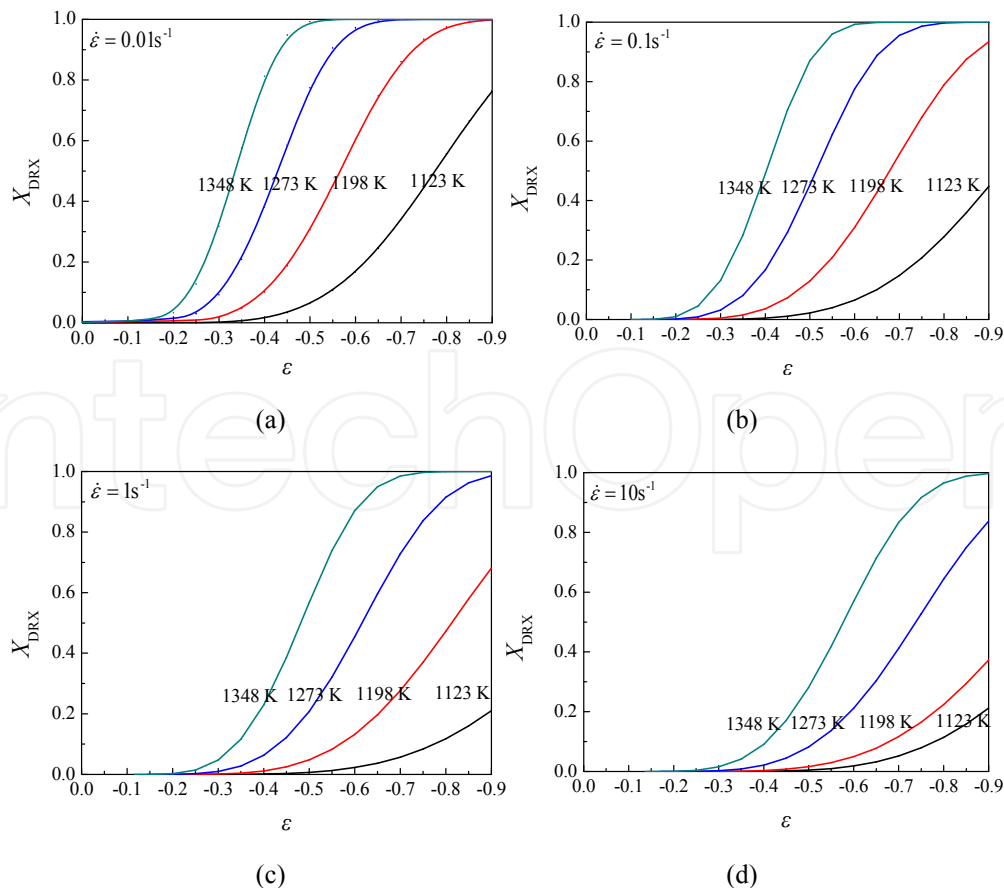 ε̇ = 0.01s⁻¹
1.0
0.8
0.6
0.4
0.2
0.0
X_DRX
1348 K 1273 K 1198 K 1123 K
0.0 -0.1 -0.2 -0.3 -0.4 -0.5 -0.6 -0.7 -0.8 -0.9
ε
(a)
ε̇ = 0.1s⁻¹
1.0
0.8
0.6
0.4
0.2
0.0
X_DRX
1348 K 1273 K 1198 K 1123 K
0.0 -0.1 -0.2 -0.3 -0.4 -0.5 -0.6 -0.7 -0.8 -0.9
ε
(b)
ntechOper
ε̇ = 1s⁻¹
1.0
0.8
0.6
0.4
0.2
0.0
X_DRX
1348 K 1273 K 1198 K 1123 K
0.0 -0.1 -0.2 -0.3 -0.4 -0.5 -0.6 -0.7 -0.8 -0.9
ε
(c)
ε̇ = 10s⁻¹
1.0
0.8
0.6
0.4
0.2
0.0
X_DRX
1348 K 1273 K 1198 K 1123 K
0.0 -0.1 -0.2 -0.3 -0.4 -0.5 -0.6 -0.7 -0.8 -0.9
ε
(d)